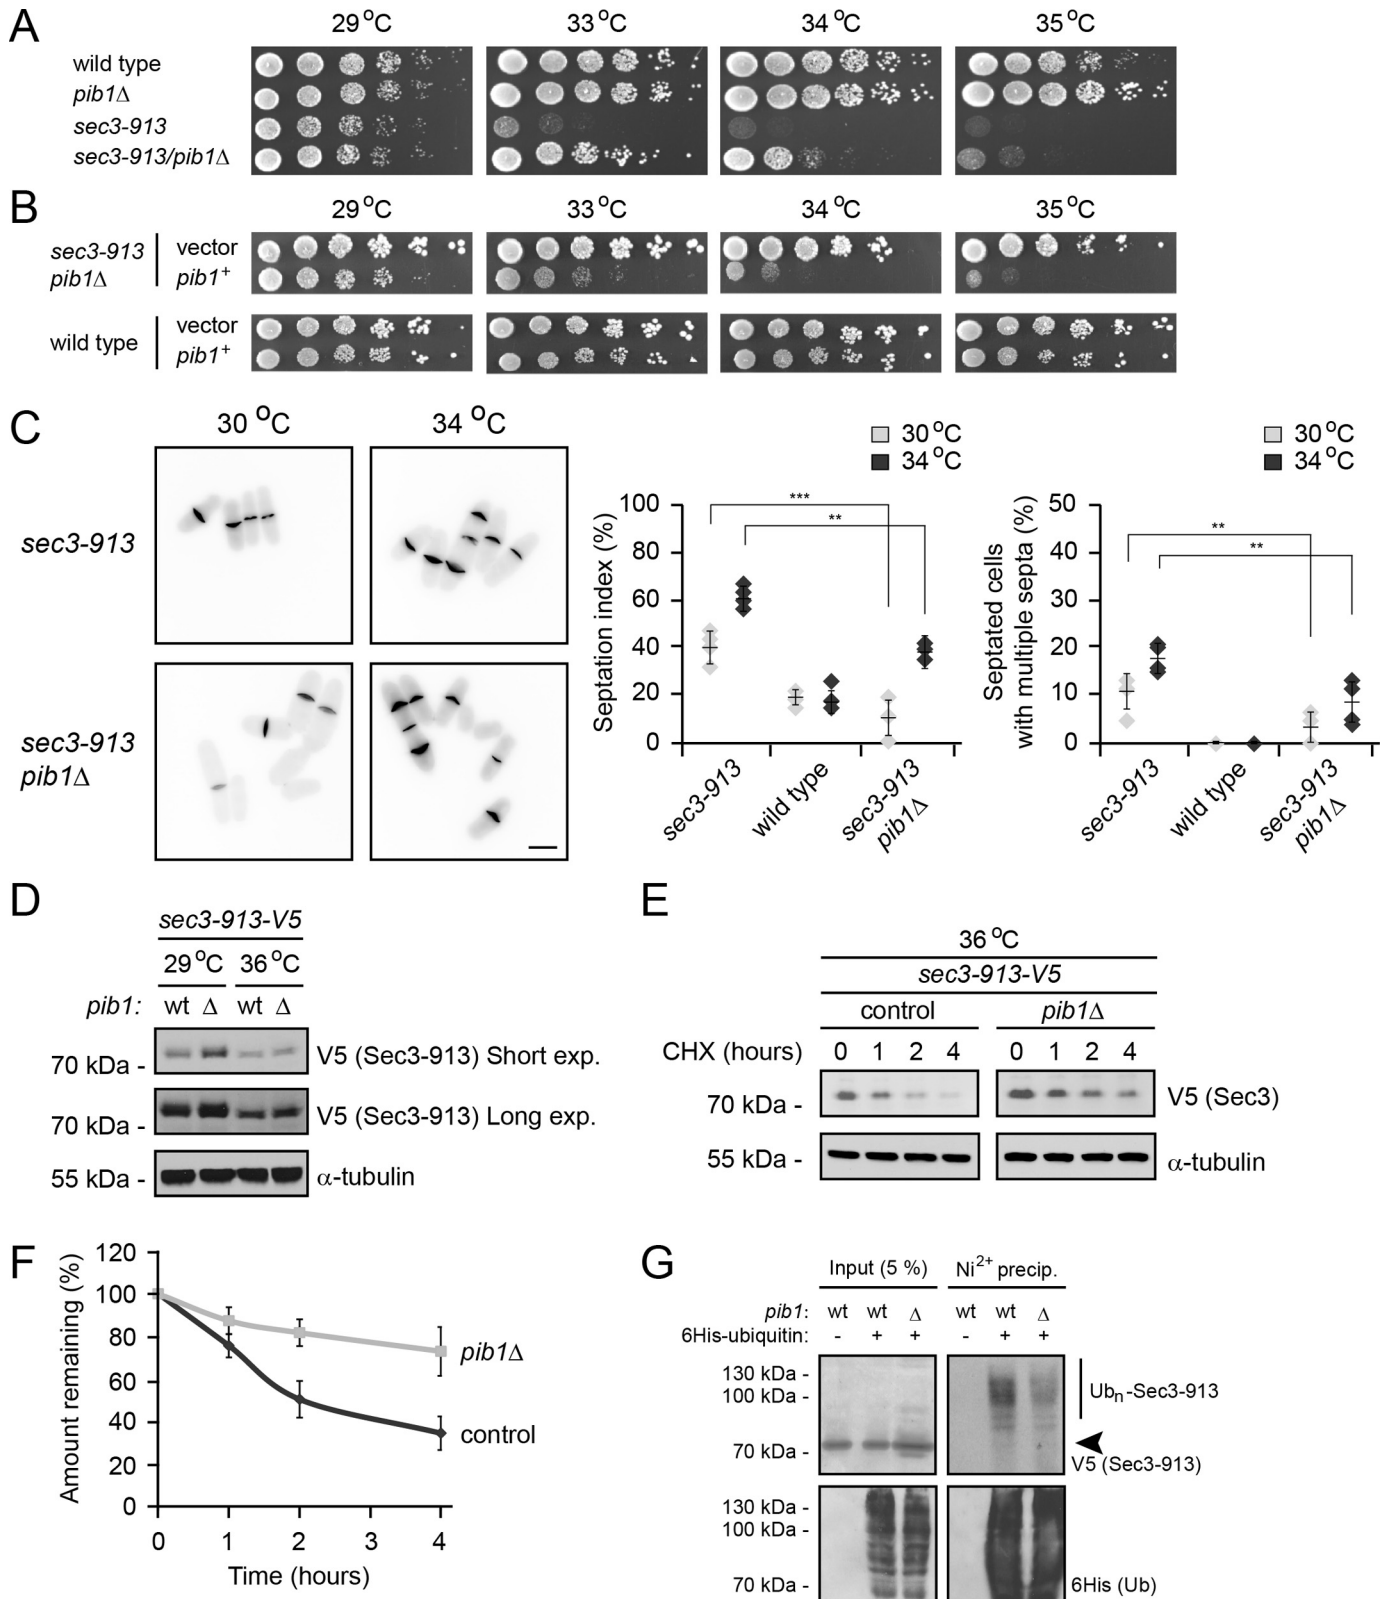 A
29 °C 33 °C 34 °C 35 °C
wild type
pib1Δ
sec3-913
sec3-913/pib1Δ
B
29 °C 33 °C 34 °C 35 °C
sec3-913 vector
pib1Δ pib1⁺
wild type vector
pib1⁺
C
30 °C 34 °C
sec3-913
sec3-913
pib1Δ
30 °C
34 °C
Septation index (%)
100
80
60
40
20
0
***
**
sec3-913
wild type
sec3-913
pib1Δ
30 °C
34 °C
Septated cells
with multiple septa (%)
50
40
30
20
10
0
**
**
sec3-913
wild type
sec3-913
pib1Δ
D
sec3-913-V5
29 °C 36 °C
pib1: wt Δ wt Δ
70 kDa - V5 (Sec3-913) Short exp.
70 kDa - V5 (Sec3-913) Long exp.
55 kDa - α-tubulin
E
36 °C
sec3-913-V5
control pib1Δ
CHX (hours) 0 1 2 4 0 1 2 4
70 kDa - V5 (Sec3)
55 kDa - α-tubulin
F
Amount remaining (%)
120
100
80
60
40
20
0
pib1Δ
control
0 1 2 3 4
Time (hours)
G
Input (5 %) Ni²⁺ precip.
pib1: wt wt Δ wt wt Δ
6His-ubiquitin: - + + - + +
130 kDa -
100 kDa -
70 kDa -
Ubₙ-Sec3-913
V5 (Sec3-913)
130 kDa -
100 kDa -
70 kDa -
6His (Ub)